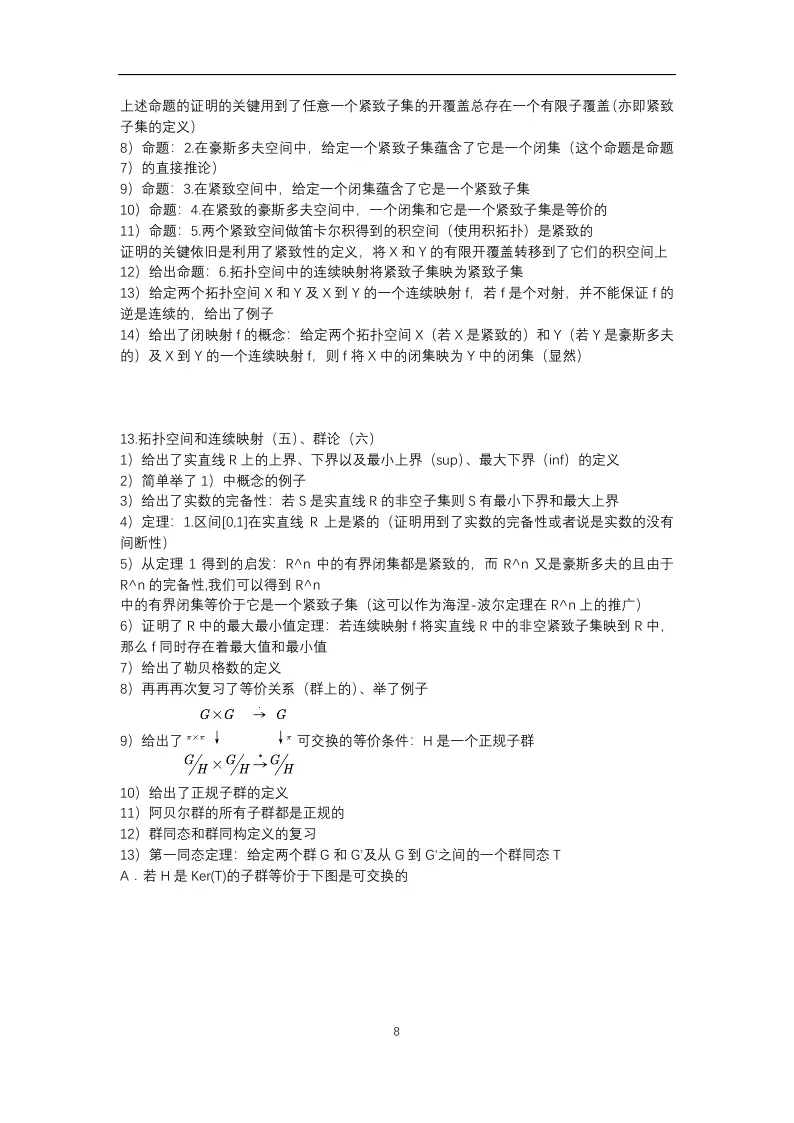 上述命题的证明的关键用到了任意一个紧致子集的开覆盖总存在一个有限子覆盖（亦即紧致
子集的定义）
8）命题：2.在豪斯多夫空间中，给定一个紧致子集蕴含了它是一个闭集（这个命题是命题
7）的直接推论）
9）命题：3.在紧致空间中，给定一个闭集蕴含了它是一个紧致子集
10）命题：4.在紧致的豪斯多夫空间中，一个闭集和它是一个紧致子集是等价的
11）命题：5.两个紧致空间做笛卡尔积得到的积空间（使用积拓扑）是紧致的
证明的关键依旧是利用了紧致性的定义，将 X 和 Y 的有限开覆盖转移到了它们的积空间上
12）给出命题：6.拓扑空间中的连续映射将紧致子集映为紧致子集
13）给定两个拓扑空间 X 和 Y 及 X 到 Y 的一个连续映射 f，若 f 是个对射，并不能保证 f 的
逆是连续的，给出了例子
14）给出了闭映射 f 的概念：给定两个拓扑空间 X（若 X 是紧致的）和 Y（若 Y 是豪斯多夫
的）及 X 到 Y 的一个连续映射 f，则 f 将 X 中的闭集映为 Y 中的闭集（显然）
13.拓扑空间和连续映射（五）、群论（六）
1）给出了实直线 R 上的上界、下界以及最小上界（sup）、最大下界（inf）的定义
2）简单举了 1）中概念的例子
3）给出了实数的完备性：若 S 是实直线 R 的非空子集则 S 有最小下界和最大上界
4）定理：1.区间[0,1]在实直线 R 上是紧的（证明用到了实数的完备性或者说是实数的没有
间断性）
5）从定理 1 得到的启发：R^n 中的有界闭集都是紧致的，而 R^n 又是豪斯多夫的且由于
R^n 的完备性,我们可以得到 R^n
中的有界闭集等价于它是一个紧致子集（这可以作为海涅-波尔定理在 R^n 上的推广）
6）证明了 R 中的最大最小值定理：若连续映射 f 将实直线 R 中的非空紧致子集映到 R 中，
那么 f 同时存在着最大值和最小值
7）给出了勒贝格数的定义
8）再再再次复习了等价关系（群上的）、举了例子
G×G →̇ G
9）给出了 π×π ↓ ↓ π 可交换的等价条件：H 是一个正规子群
G/H × G/H →* G/H
10）给出了正规子群的定义
11）阿贝尔群的所有子群都是正规的
12）群同态和群同构定义的复习
13）第一同态定理：给定两个群 G 和 G’及从 G 到 G‘之间的一个群同态 T
A．若 H 是 Ker(T)的子群等价于下图是可交换的
8